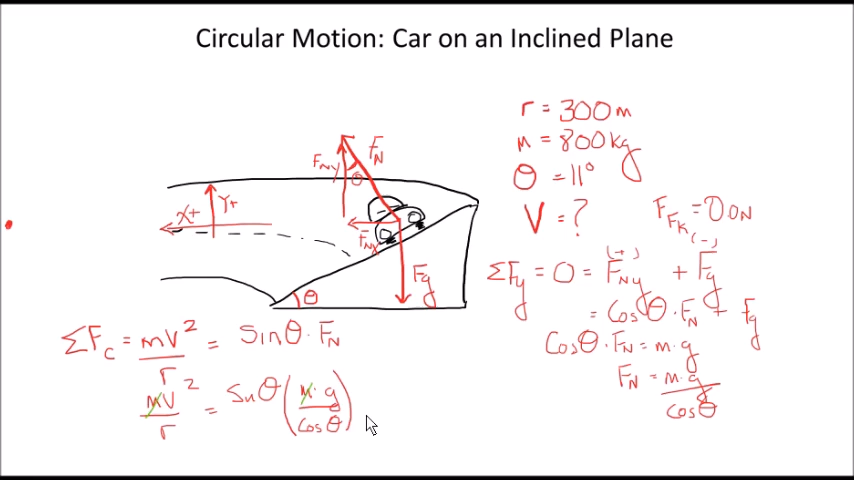 Circular Motion: Car on an Inclined Plane
r = 300m
m = 800kg
θ = 11°
V = ?
F_Fk = 0.0N
F_Ny
F_N
θ
X+
Y+
F_Nx
F_g
θ
(+) (-)
ΣF_y = 0 = F_Ny + F_g
= Cosθ · F_N + F_g
Cosθ · F_N = m·g
F_N = m·g / Cosθ
ΣF_c = mV² / r = Sinθ · F_N
mV² / r = Sinθ (m·g / Cosθ)